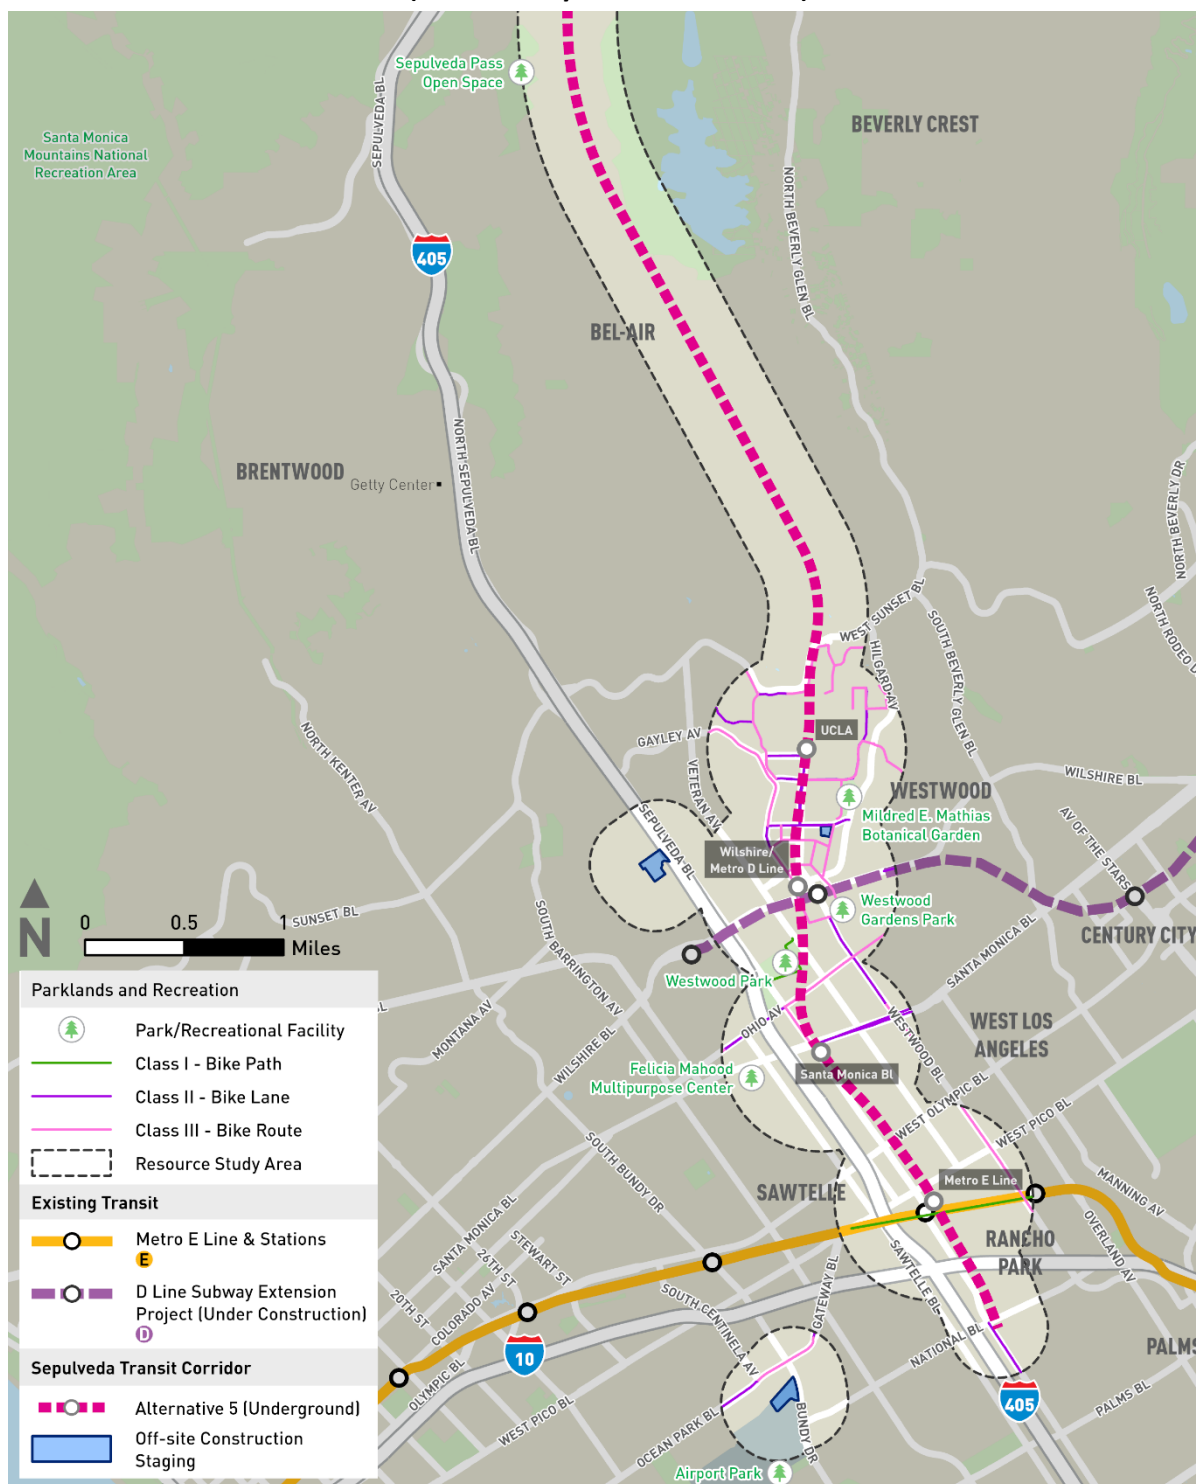 Sepulveda Pass
Open Space
SEPULVEDA BL
BEVERLY CREST
Santa Monica
Mountains National
Recreation Area
NORTH BEVERLY GLEN BL
405
BEL-AIR
BRENTWOOD
Getty Center
NORTH SEPULVEDA BL
NORTH BEVERLY DR
WEST SUNSET BL
NORTH RODEO D
HILGARD AV
SOUTH BEVERLY GLEN BL
NORTH KENTER AV
GAYLEY AV
UCLA
VETERAN AV
WILSHIRE BL
WESTWOOD
Mildred E. Mathias
Botanical Garden
SEPULVEDA BL
AV OF THE STARS
Wilshire/
Metro D Line
N
0 0.5 1
Miles
SUNSET BL
SOUTH BARRINGTON AV
Westwood
Gardens Park
CENTURY CITY
SANTA MONICA BL
Westwood Park
BL
MONTANA AV
WILSHIRE BL
OHIO AV
WESTWOOD BL
WEST LOS
ANGELES
Felicia Mahood
Multipurpose Center
Santa Monica Bl
WEST OLYMPIC BL
WEST PICO BL
SOUTH BUNDY DR
SAWTELLE
Metro E Line
MANNING AV
OVERLAND AV
RANCHO
PARK
SANTA MONICA BL
STEWART ST
26TH ST
COLORADO AV
20TH ST
OLYMPIC BL
10
WEST PICO BL
SOUTH CENTINELA AV
GATEWAY BL
SAWTELLE BL
NATIONAL BL
PALMS
PALMS BL
405
OCEAN PARK BL
BUNDY DR
Airport Park
Parklands and Recreation
Park/Recreational Facility
Class I - Bike Path
Class II - Bike Lane
Class III - Bike Route
Resource Study Area
Existing Transit
Metro E Line & Stations
E
D Line Subway Extension
Project (Under Construction)
D
Sepulveda Transit Corridor
Alternative 5 (Underground)
Off-site Construction
Staging